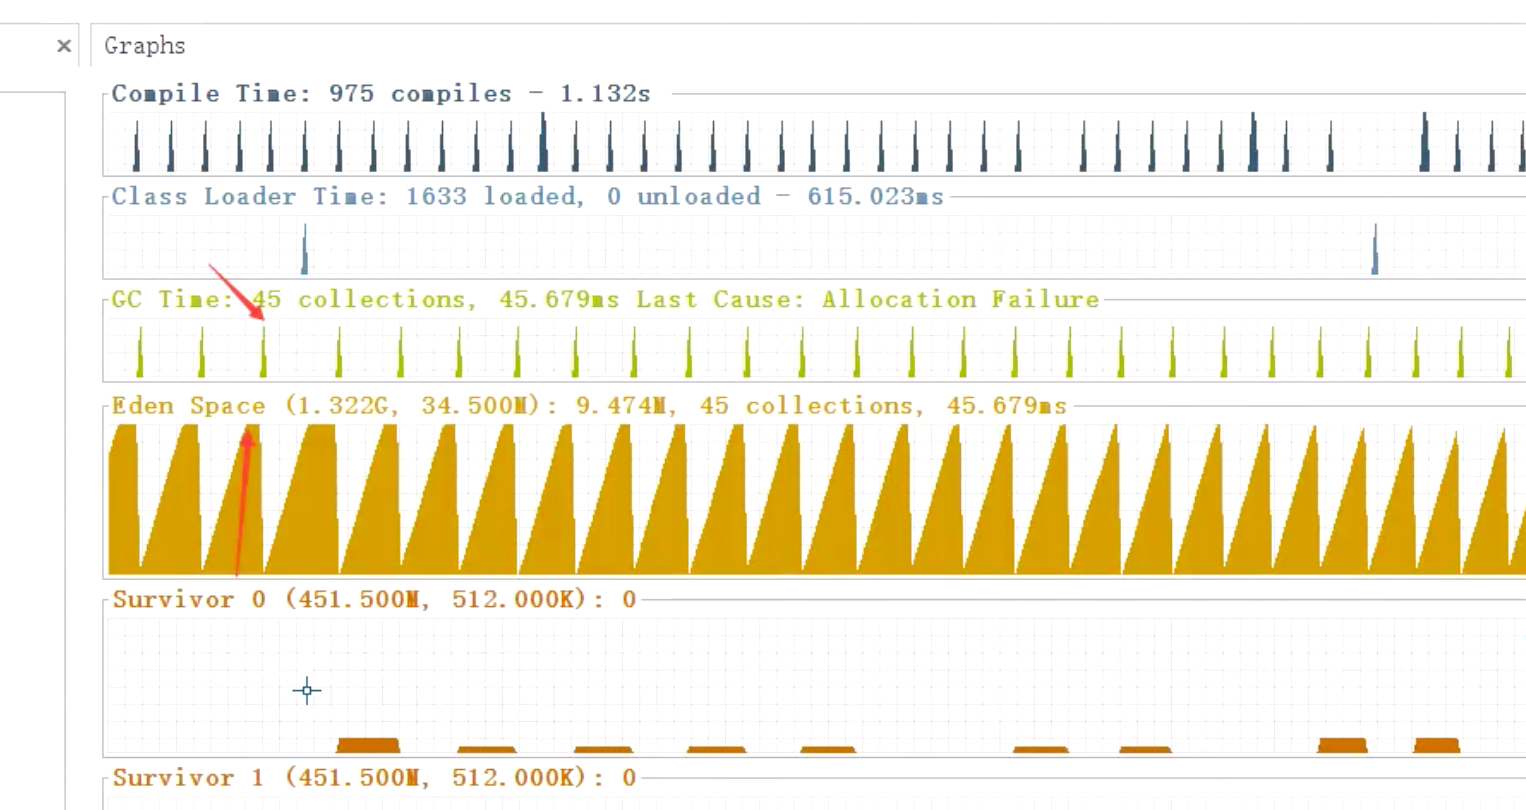 Graphs
Compile Time: 975 compiles - 1.132s
Class Loader Time: 1633 loaded, 0 unloaded - 615.023ms
GC Time: 45 collections, 45.679ms Last Cause: Allocation Failure
Eden Space (1.322G, 34.500M): 9.474M, 45 collections, 45.679ms
Survivor 0 (451.500M, 512.000K): 0
Survivor 1 (451.500M, 512.000K): 0